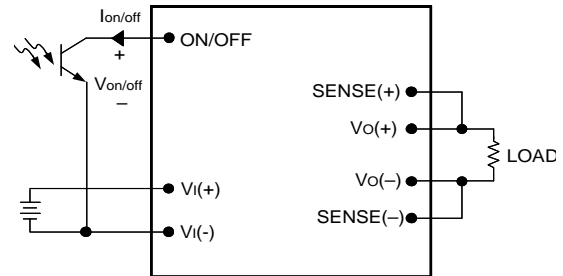 Ion/off
ON/OFF
+
Von/off
–
SENSE(+)
VO(+)
LOAD
VI(+)
VO(–)
VI(-)
SENSE(–)